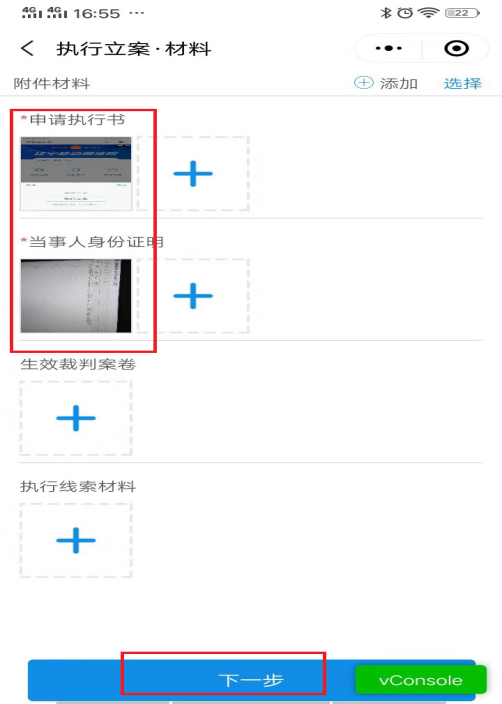 4G 4G 16:55 ···
22
执行立案·材料
附件材料
添加 选择
*申请执行书
*当事人身份证明
生效裁判案卷
执行线索材料
下一步
vConsole